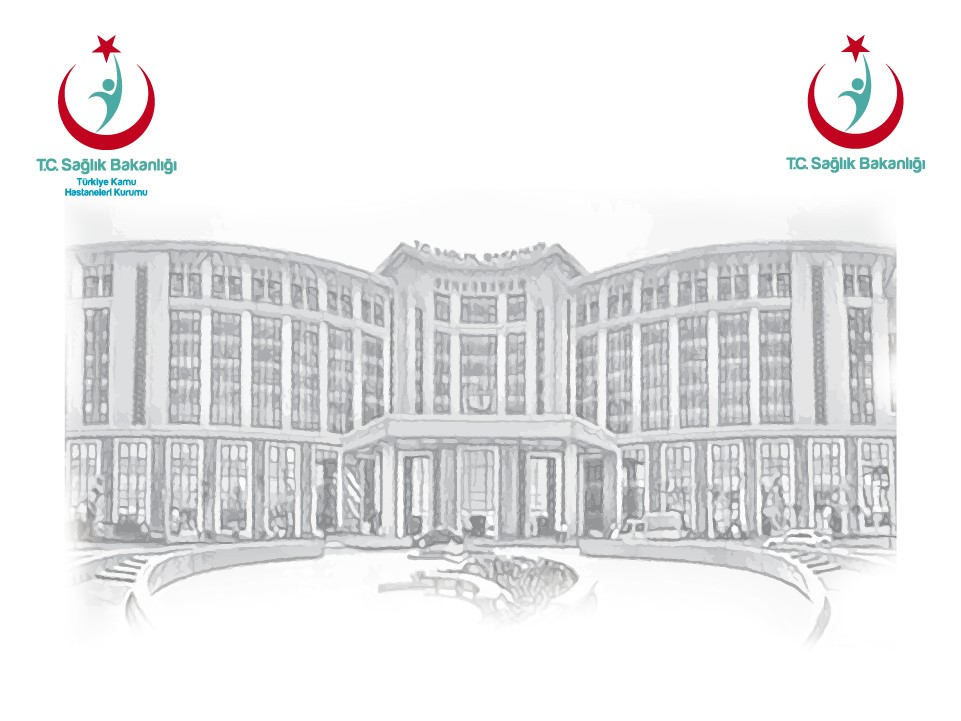 T.C. Sağlık Bakanlığı
Türkiye Kamu
Hastaneleri Kurumu
T.C. Sağlık Bakanlığı